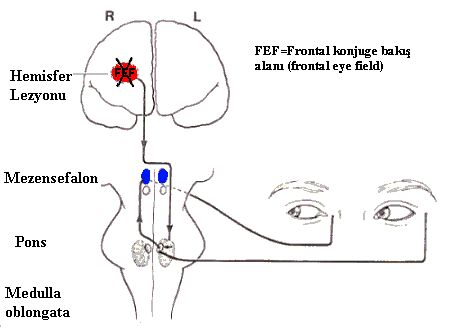 R L
FEF=Frontal konjuge bakış
alanı (frontal eye field)
FEF
Hemisfer
Lezyonu
Mezensefalon
Pons
Medulla
oblongata